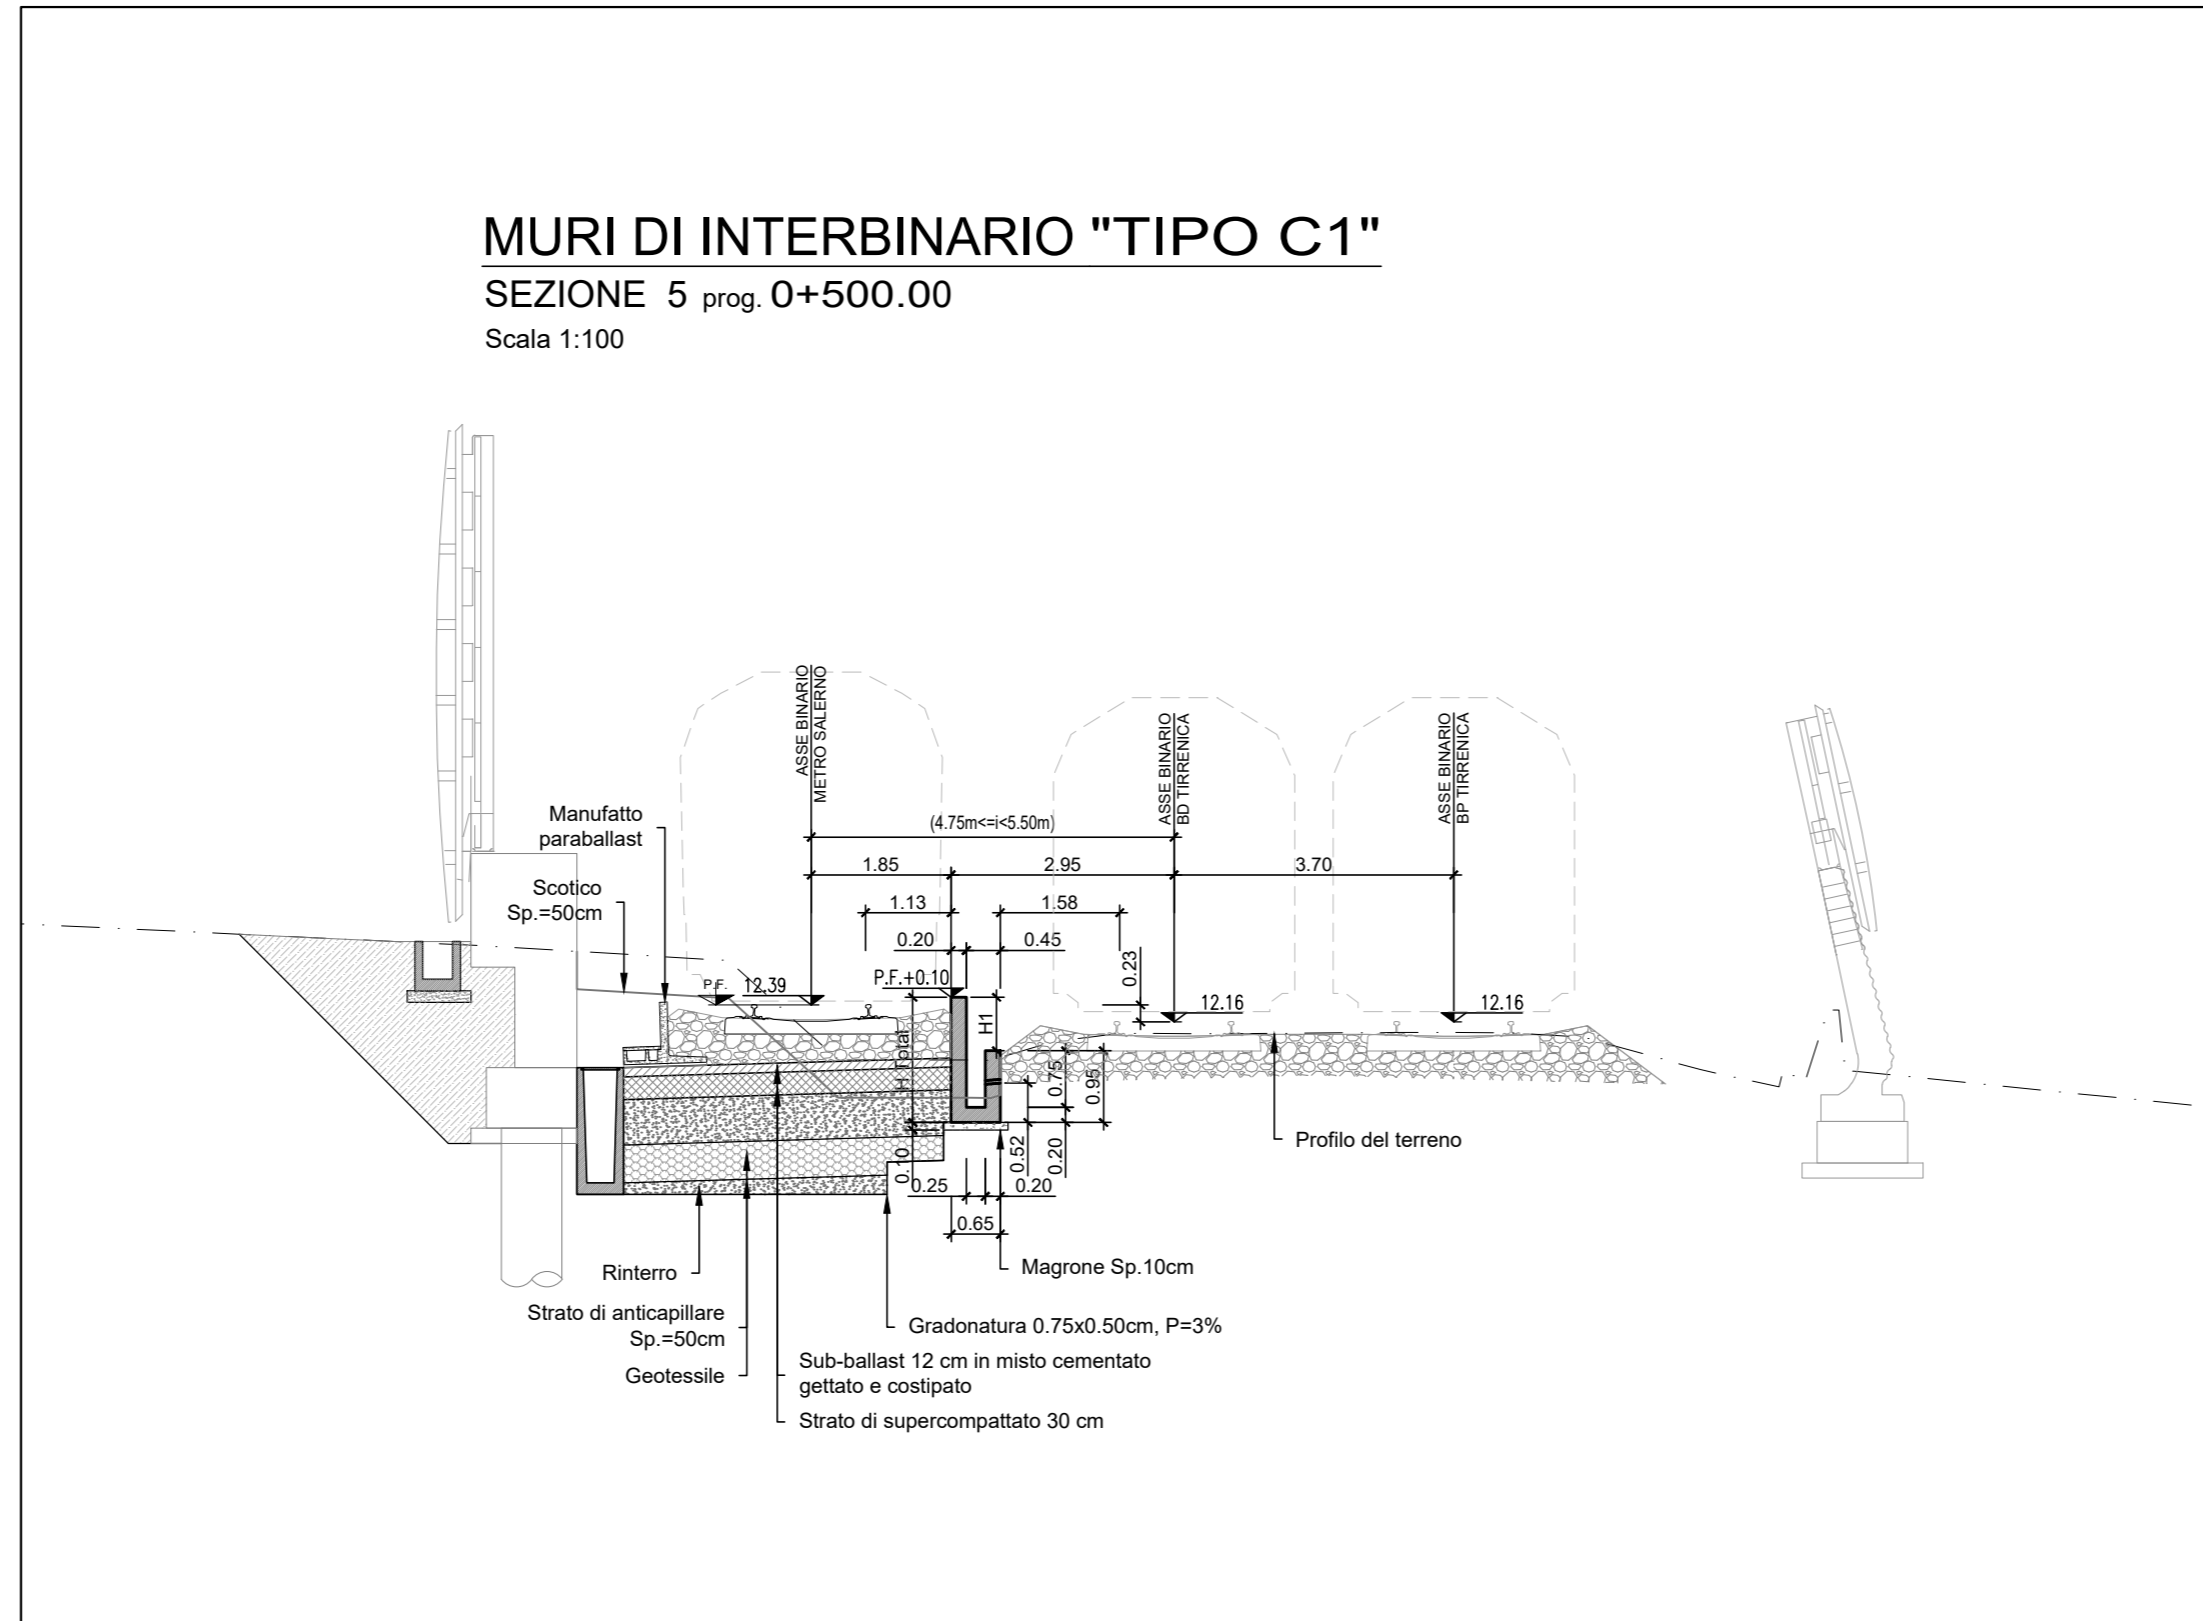 MURI DI INTERBINARIO "TIPO C1"
SEZIONE 5 prog. 0+500.00
Scala 1:100
ASSE BINARIO
METRO SALERNO
ASSE BINARIO
BD TIRRENICA
ASSE BINARIO
BP TIRRENICA
Manufatto
paraballast
(4.75m<=i<5.50m)
1.85
2.95
3.70
Scotico
Sp.=50cm
1.13
1.58
0.20
0.45
0.23
P.F.
12.39
P.F.+0.10
12.16
12.16
H1
H Total
0.75
0.95
0.52
0.20
0.10
Profilo del terreno
0.25
0.20
0.65
Rinterro
Magrone Sp.10cm
Strato di anticapillare
Sp.=50cm
Gradonatura 0.75x0.50cm, P=3%
Geotessile
Sub-ballast 12 cm in misto cementato
gettato e costipato
Strato di supercompattato 30 cm